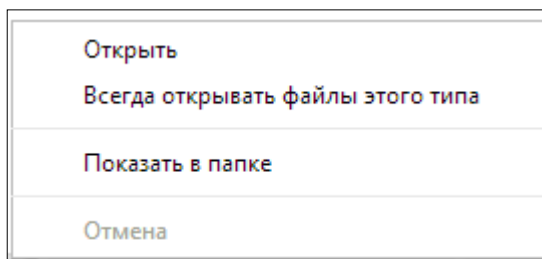 Открыть
Всегда открывать файлы этого типа
Показать в папке
Отмена